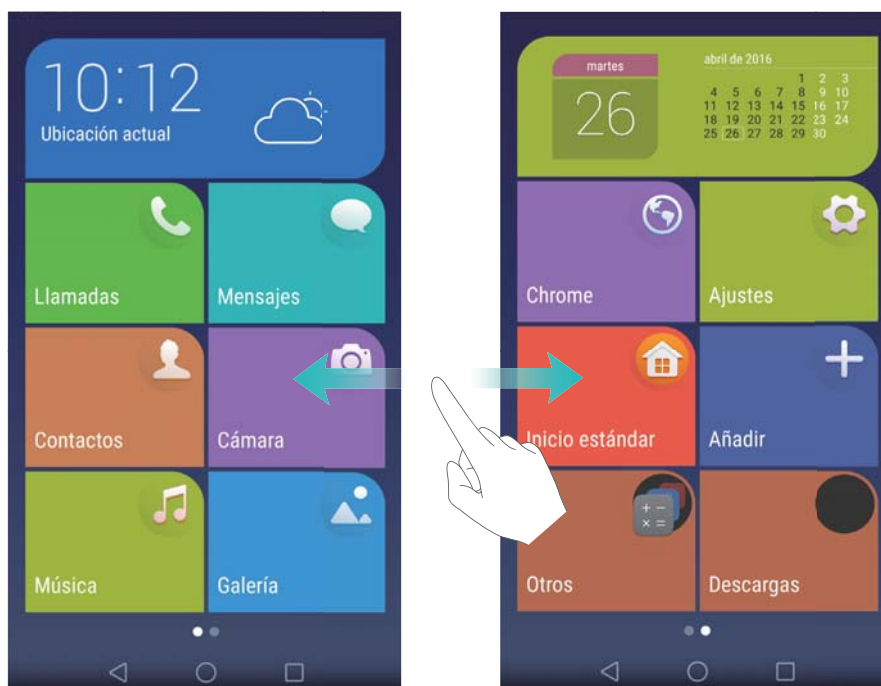 10:12
Ubicación actual
Llamadas
Mensajes
Contactos
Cámara
Música
Galería
martes
26
abril de 2016
1 2 3
4 5 6 7 8 9 10
11 12 13 14 15 16 17
18 19 20 21 22 23 24
25 26 27 28 29 30
Chrome
Ajustes
Inicio estándar
Añadir
+ −
× =
Otros
Descargas